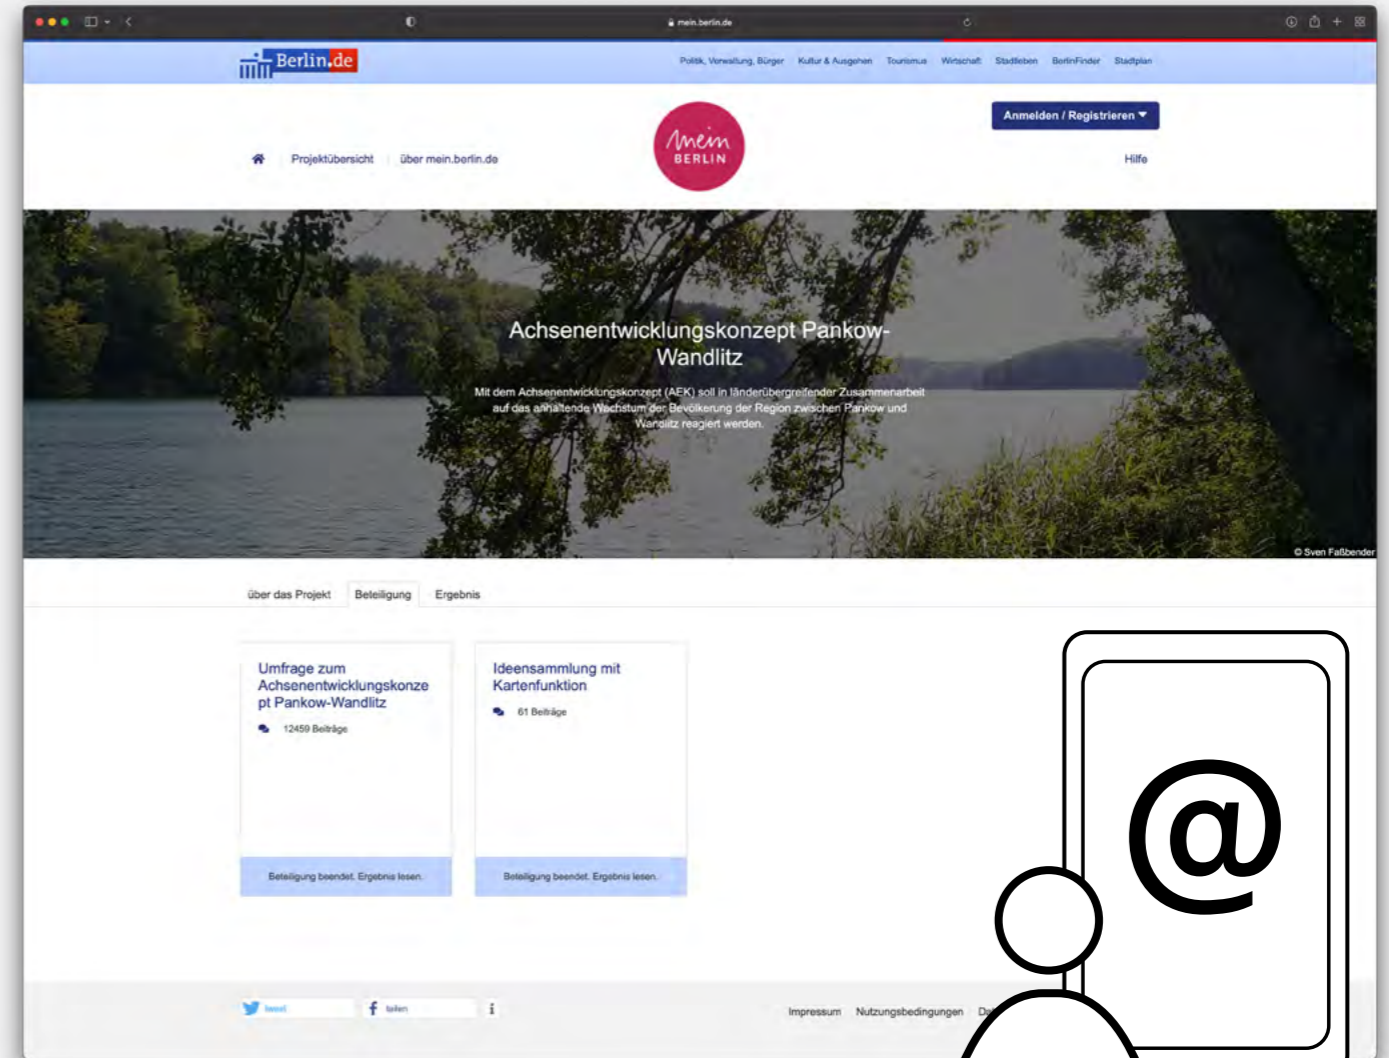 mein.berlin.de
Berlin.de
Politik, Verwaltung, Bürger Kultur & Ausgehen Tourismus Wirtschaft Stadtleben BerlinFinder Stadtplan
Anmelden / Registrieren
mein
BERLIN
Projektübersicht über mein.berlin.de
Hilfe
Achsenentwicklungskonzept Pankow-
Wandlitz
Mit dem Achsenentwicklungskonzept (AEK) soll in länderübergreifender Zusammenarbeit
auf das anhaltende Wachstum der Bevölkerung der Region zwischen Pankow und
Wandlitz reagiert werden.
© Sven Faßbender
über das Projekt Beteiligung Ergebnis
Umfrage zum
Achsenentwicklungskonze
pt Pankow-Wandlitz
12459 Beiträge
Beteiligung beendet. Ergebnis lesen.
Ideensammlung mit
Kartenfunktion
61 Beiträge
Beteiligung beendet. Ergebnis lesen.
@
tweet teilen
Impressum Nutzungsbedingungen